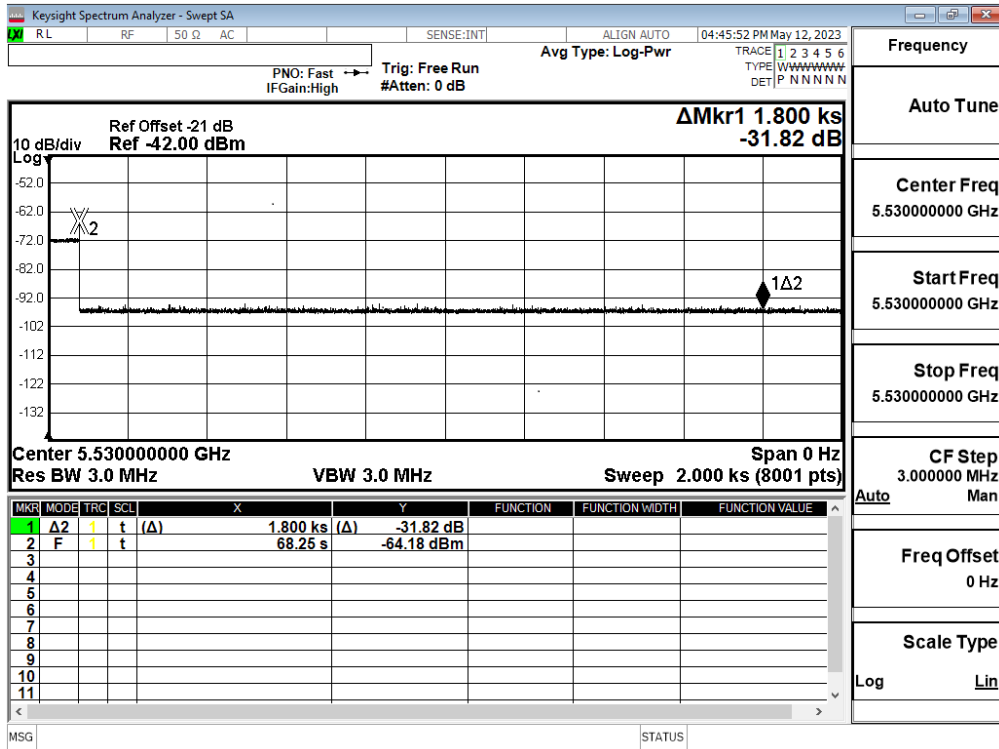 Keysight Spectrum Analyzer - Swept SA
LXI RL RF 50 Ω AC SENSE:INT ALIGN AUTO 04:45:52 PM May 12, 2023
Avg Type: Log-Pwr
TRACE 1 2 3 4 5 6
TYPE WWWWWW
DET P N N N N N
PNO: Fast Trig: Free Run
IFGain:High #Atten: 0 dB
ΔMkr1 1.800 ks
-31.82 dB
Ref Offset -21 dB
10 dB/div Ref -42.00 dBm
Log
-52.0
-62.0
-72.0
-82.0
-92.0
-102
-112
-122
-132
2
1Δ2
Center 5.530000000 GHz Span 0 Hz
Res BW 3.0 MHz VBW 3.0 MHz Sweep 2.000 ks (8001 pts)
MKR MODE TRC SCL X Y FUNCTION FUNCTION WIDTH FUNCTION VALUE
1 Δ2 1 t (Δ) 1.800 ks (Δ) -31.82 dB
2 F 1 t 68.25 s -64.18 dBm
3
4
5
6
7
8
9
10
11
MSG STATUS
Frequency
Auto Tune
Center Freq
5.530000000 GHz
Start Freq
5.530000000 GHz
Stop Freq
5.530000000 GHz
CF Step
3.000000 MHz
Auto Man
Freq Offset
0 Hz
Scale Type
Log Lin